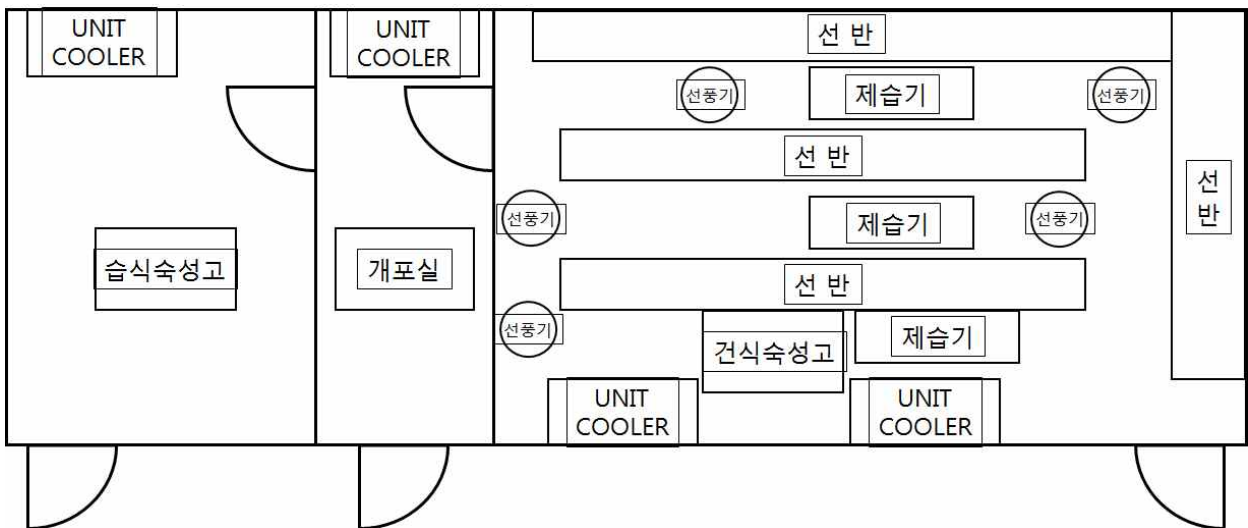 UNIT
COOLER
UNIT
COOLER
선 반
선풍기
제습기
선풍기
선 반
선
반
선풍기
제습기
선풍기
습식숙성고
개포실
선 반
선풍기
건식숙성고
제습기
UNIT
COOLER
UNIT
COOLER